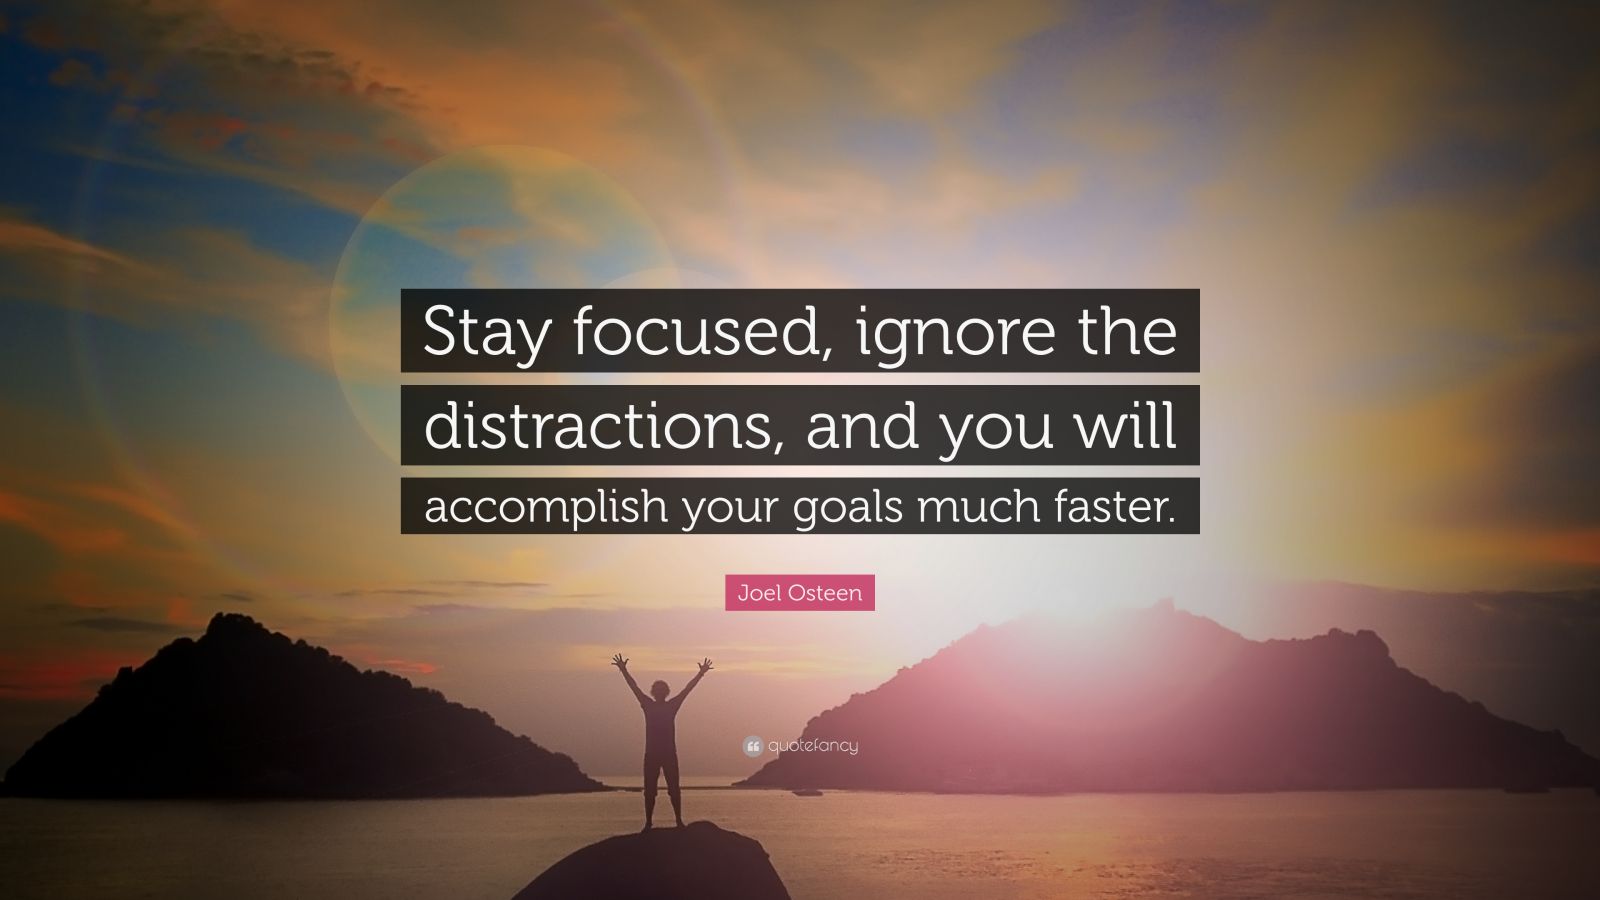 Stay focused, ignore the
distractions, and you will
accomplish your goals much faster.
Joel Osteen
quotefancy